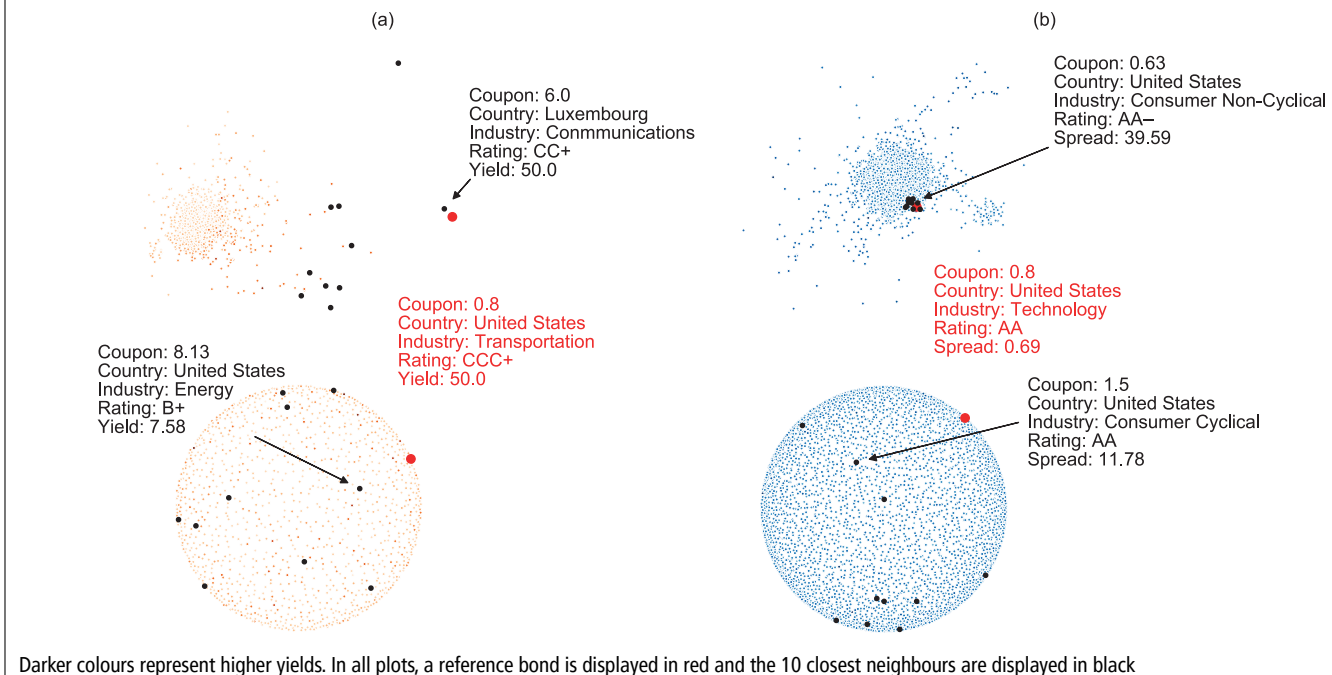 (a)
Coupon: 6.0
Country: Luxembourg
Industry: Conmmunications
Rating: CC+
Yield: 50.0
Coupon: 0.8
Country: United States
Industry: Transportation
Rating: CCC+
Yield: 50.0
Coupon: 8.13
Country: United States
Industry: Energy
Rating: B+
Yield: 7.58
(b)
Coupon: 0.63
Country: United States
Industry: Consumer Non-Cyclical
Rating: AA–
Spread: 39.59
Coupon: 0.8
Country: United States
Industry: Technology
Rating: AA
Spread: 0.69
Coupon: 1.5
Country: United States
Industry: Consumer Cyclical
Rating: AA
Spread: 11.78
Darker colours represent higher yields. In all plots, a reference bond is displayed in red and the 10 closest neighbours are displayed in black